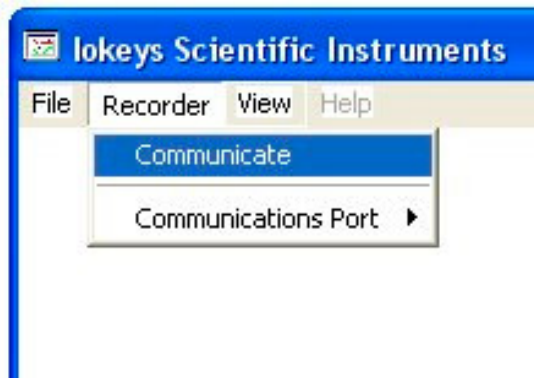 Iokeys Scientific Instruments
File Recorder View Help
Communicate
Communications Port